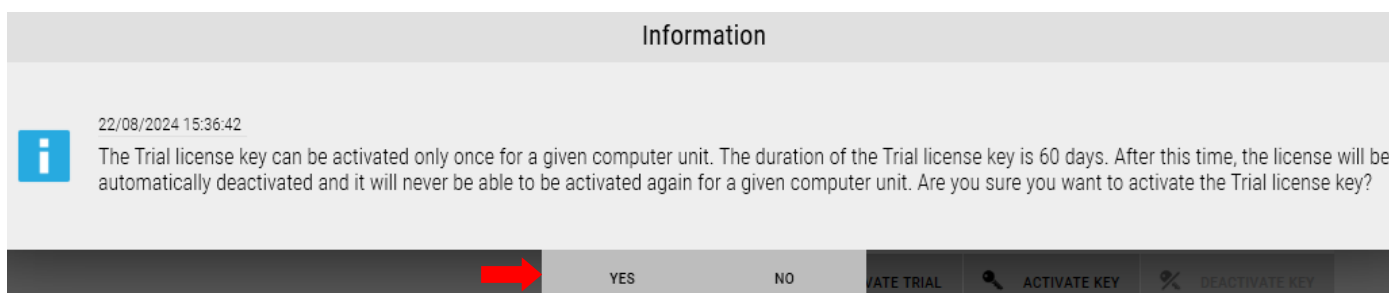 Information
22/08/2024 15:36:42
The Trial license key can be activated only once for a given computer unit. The duration of the Trial license key is 60 days. After this time, the license will be
automatically deactivated and it will never be able to be activated again for a given computer unit. Are you sure you want to activate the Trial license key?
YES NO VATE TRIAL ACTIVATE KEY DEACTIVATE KEY